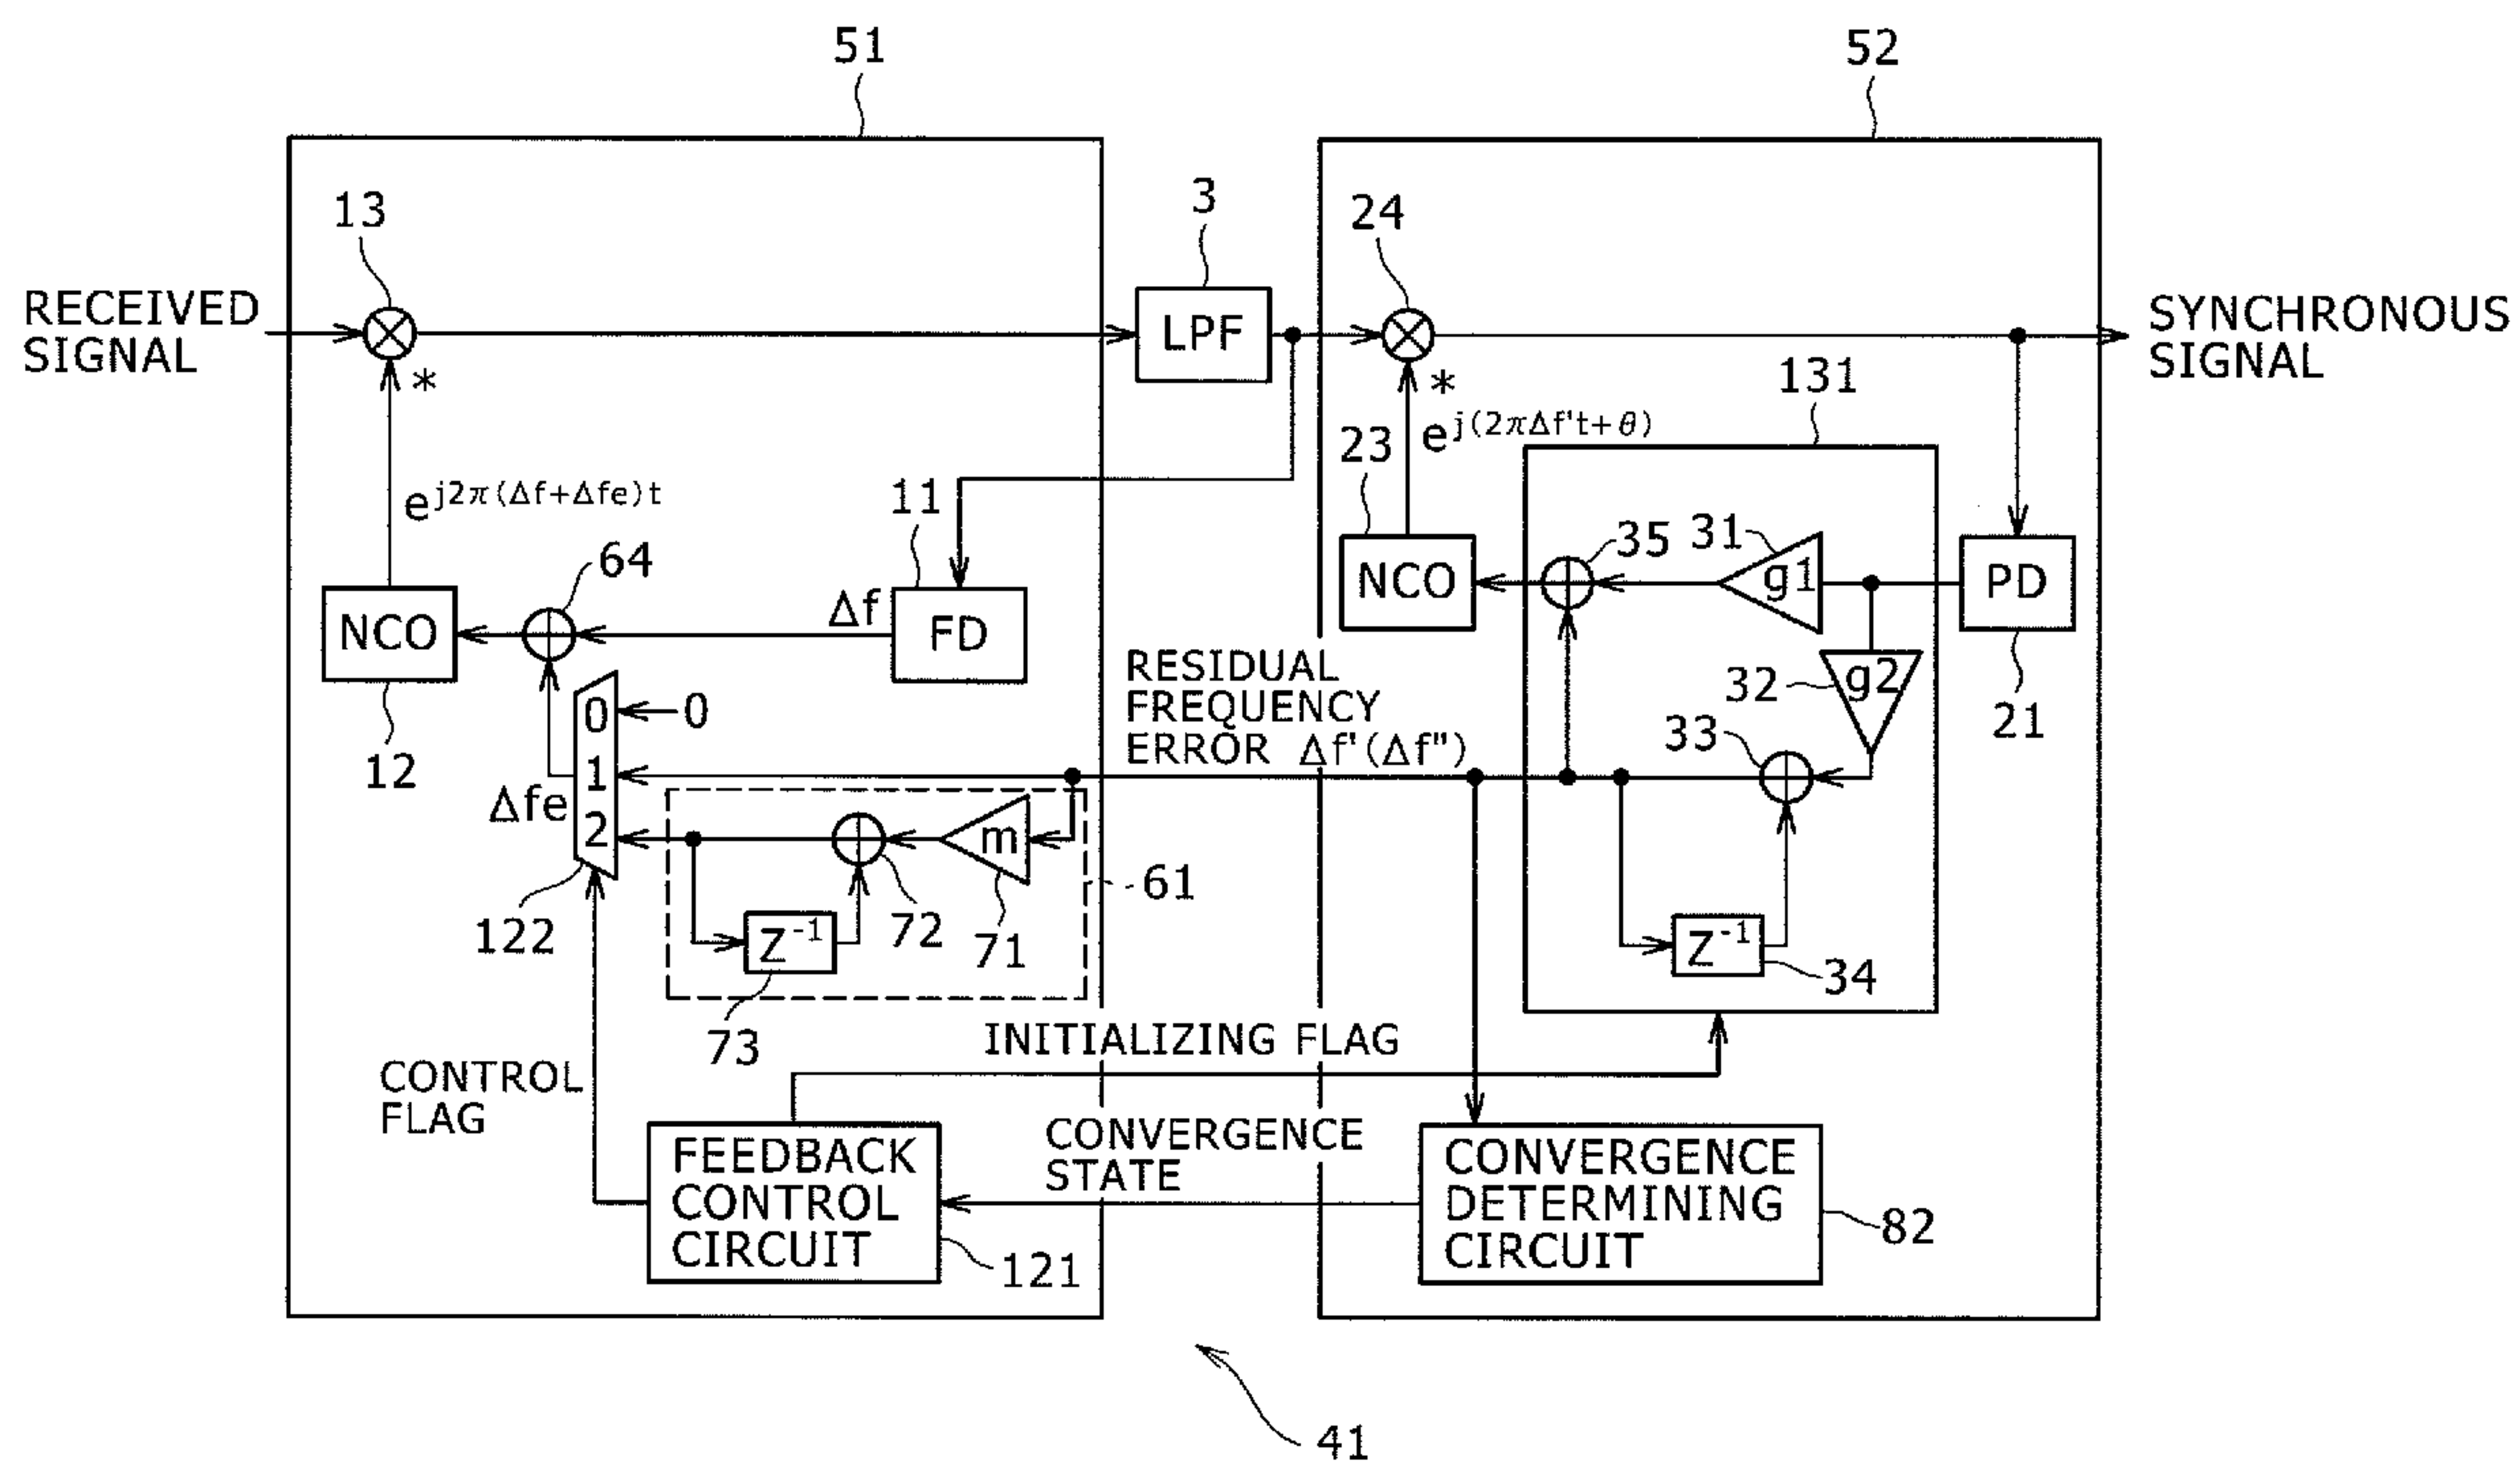 51
52
13
3
24
RECEIVED
SIGNAL
LPF
SYNCHRONOUS
SIGNAL
*
*
131
e^{j(2πΔf't+θ)}
23
e^{j2π(Δf+Δfe)t}
11
31
35
64
NCO
g1
PD
Δf
NCO
FD
RESIDUAL
FREQUENCY
ERROR Δf'(Δf")
32
g2
21
0
0
33
12
1
Δfe
2
m
61
122
72
71
Z^{-1}
Z^{-1}
34
73
INITIALIZING FLAG
CONTROL
FLAG
CONVERGENCE
STATE
FEEDBACK
CONTROL
CIRCUIT
CONVERGENCE
DETERMINING
CIRCUIT
82
121
41